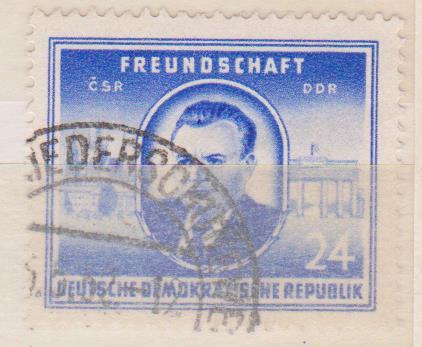 FREUNDSCHAFT
ČSR DDR
24
DEUTSCHE DEMOKRATISCHE REPUBLIK